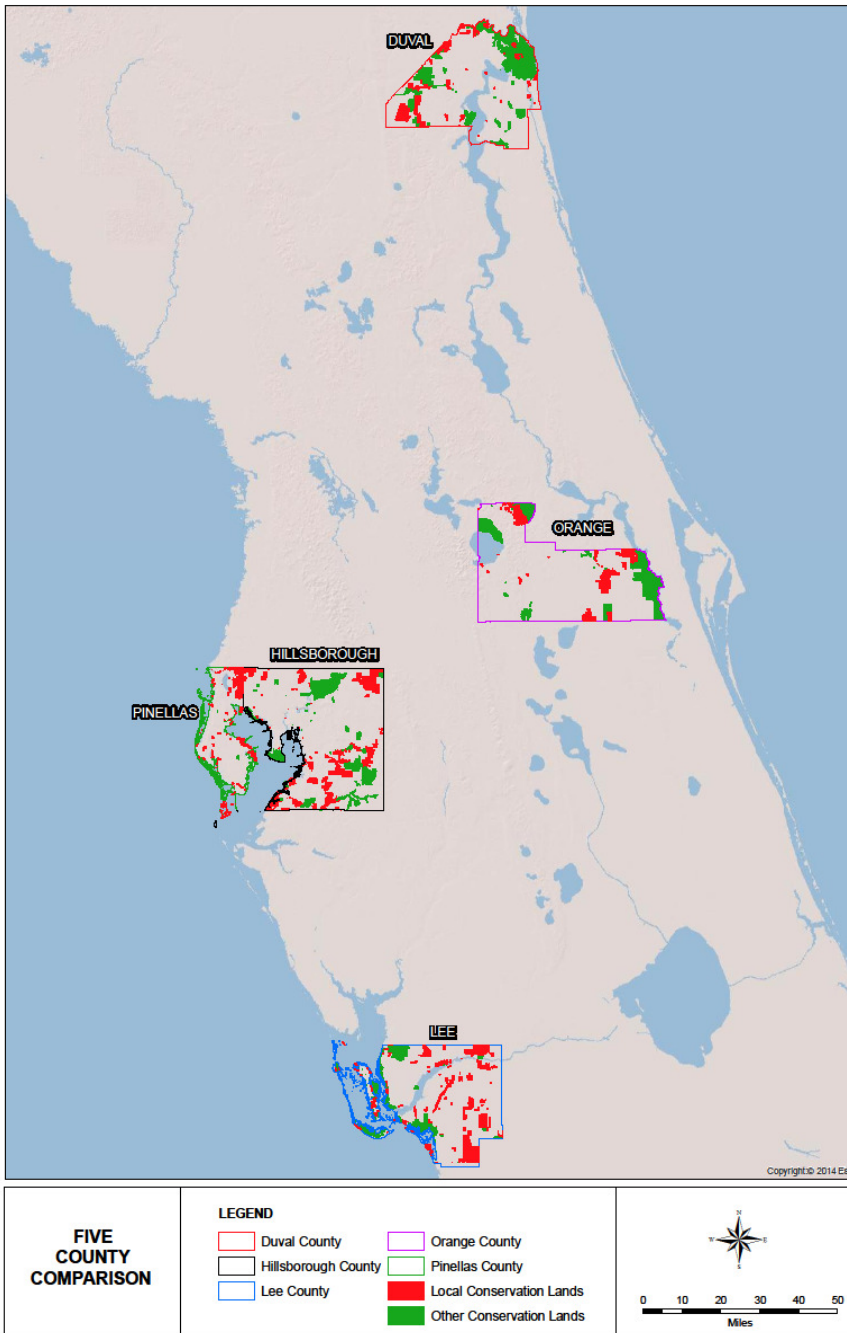 DUVAL
ORANGE
HILLSBOROUGH
PINELLAS
LEE
Copyright:© 2014 Es
FIVE
COUNTY
COMPARISON
LEGEND
Duval County
Hillsborough County
Lee County
Orange County
Pinellas County
Local Conservation Lands
Other Conservation Lands
N
W E
S
0 10 20 30 40 50
Miles